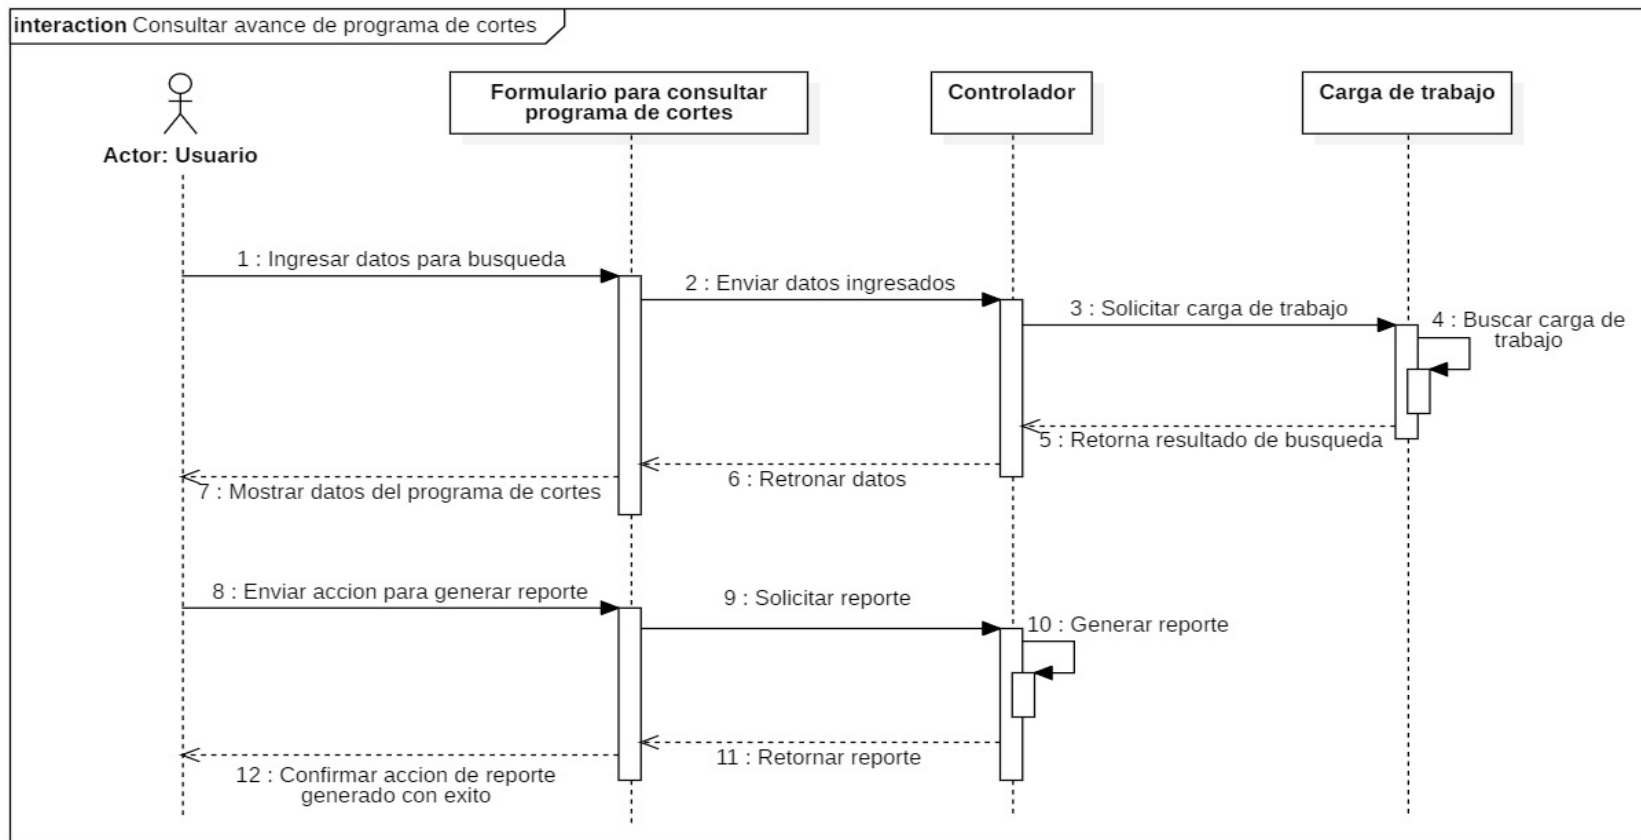 interaction Consultar avance de programa de cortes
Formulario para consultar
programa de cortes
Controlador
Carga de trabajo
Actor: Usuario
1 : Ingresar datos para busqueda
2 : Enviar datos ingresados
3 : Solicitar carga de trabajo
4 : Buscar carga de
trabajo
5 : Retorna resultado de busqueda
6 : Retronar datos
7 : Mostrar datos del programa de cortes
8 : Enviar accion para generar reporte
9 : Solicitar reporte
10 : Generar reporte
11 : Retornar reporte
12 : Confirmar accion de reporte
generado con exito